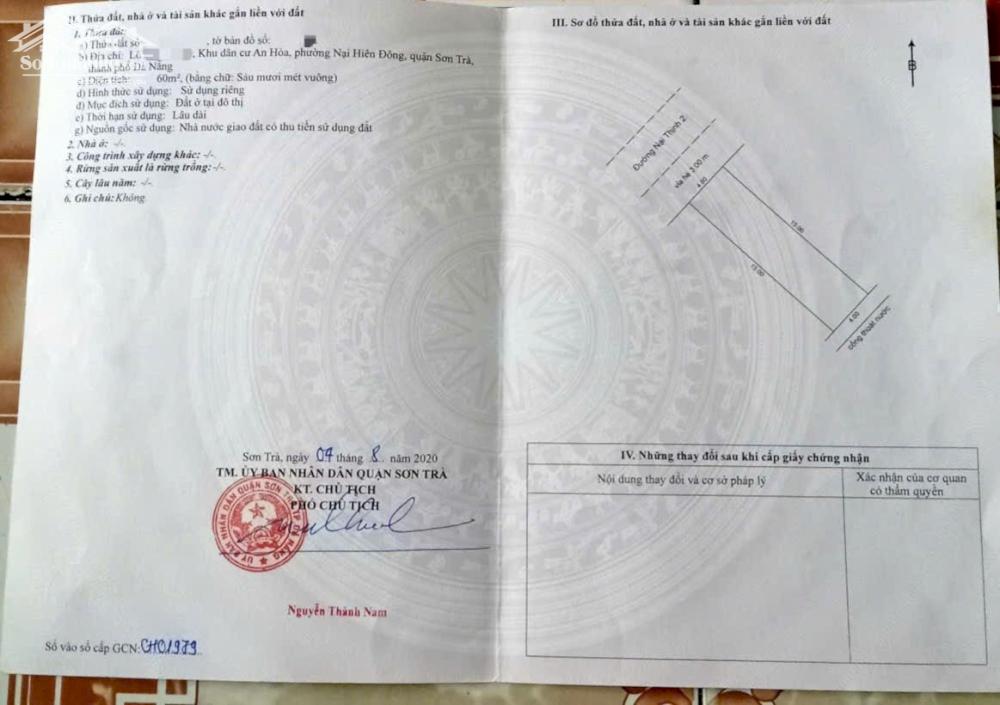 II. Thửa đất, nhà ở và tài sản khác gắn liền với đất
1. Thửa đất:
a) Thửa đất số , tờ bản đồ số:
b) Địa chỉ: Lô , Khu dân cư An Hòa, phường Nại Hiên Đông, quận Sơn Trà,
thành phố Đà Nẵng
c) Diện tích: 60m², (bằng chữ: Sáu mươi mét vuông)
d) Hình thức sử dụng: Sử dụng riêng
đ) Mục đích sử dụng: Đất ở tại đô thị
e) Thời hạn sử dụng: Lâu dài
g) Nguồn gốc sử dụng: Nhà nước giao đất có thu tiền sử dụng đất
2. Nhà ở: -/-
3. Công trình xây dựng khác: -/-
4. Rừng sản xuất là rừng trồng: -/-
5. Cây lâu năm: -/-
6. Ghi chú: Không.
Sơn Trà, ngày 04 tháng 8 năm 2020
TM. ỦY BAN NHÂN DÂN QUẬN SƠN TRÀ
KT. CHỦ TỊCH
PHÓ CHỦ TỊCH
Nguyễn Thành Nam
Số vào sổ cấp GCN: CH01979
III. Sơ đồ thửa đất, nhà ở và tài sản khác gắn liền với đất
B
Đường Nại Thịnh 2
vỉa hè 3.00 m
4.00
15.00
15.00
4.00
cống thoát nước
IV. Những thay đổi sau khi cấp giấy chứng nhận
Nội dung thay đổi và cơ sở pháp lý
Xác nhận của cơ quan
có thẩm quyền